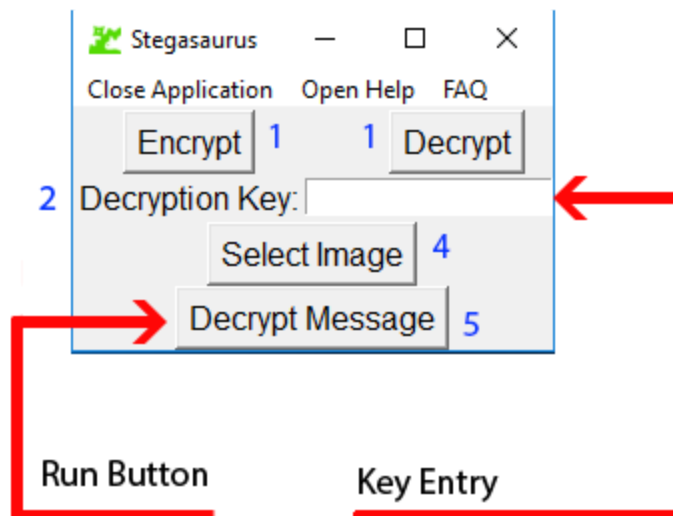 Stegasaurus
Close Application Open Help FAQ
Encrypt 1 1 Decrypt
2 Decryption Key:
Select Image 4
Decrypt Message 5
Run Button Key Entry